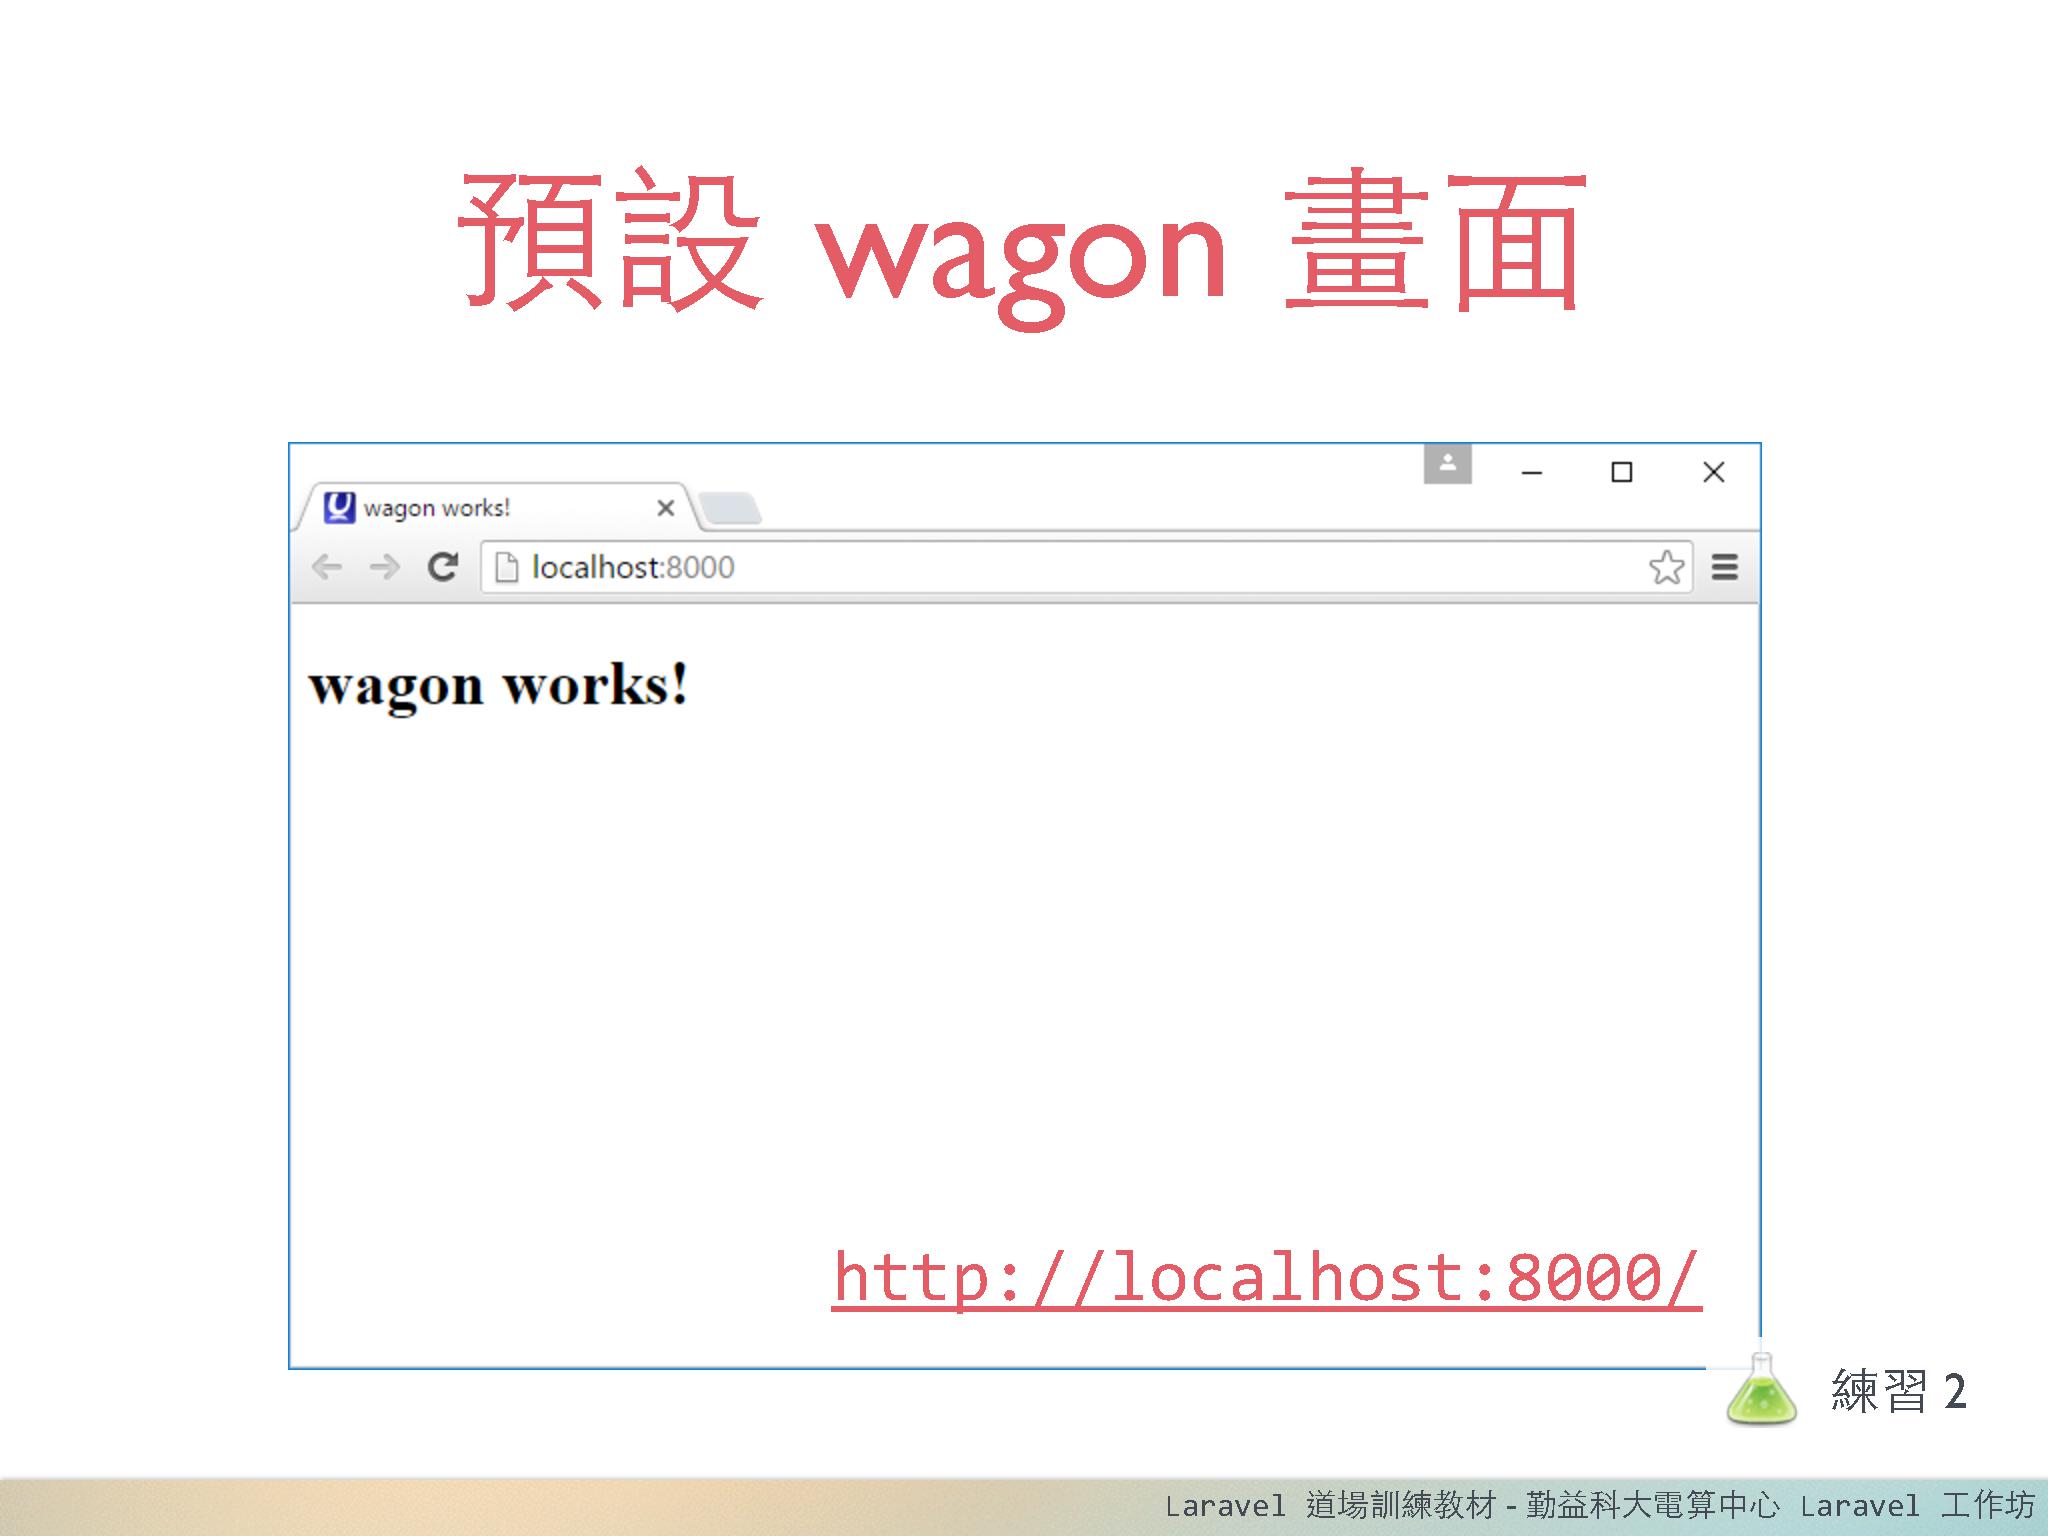 預設 wagon 畫面
wagon works!
localhost:8000
wagon works!
http://localhost:8000/
練習 2
Laravel 道場訓練教材 - 勤益科大電算中心 Laravel 工作坊